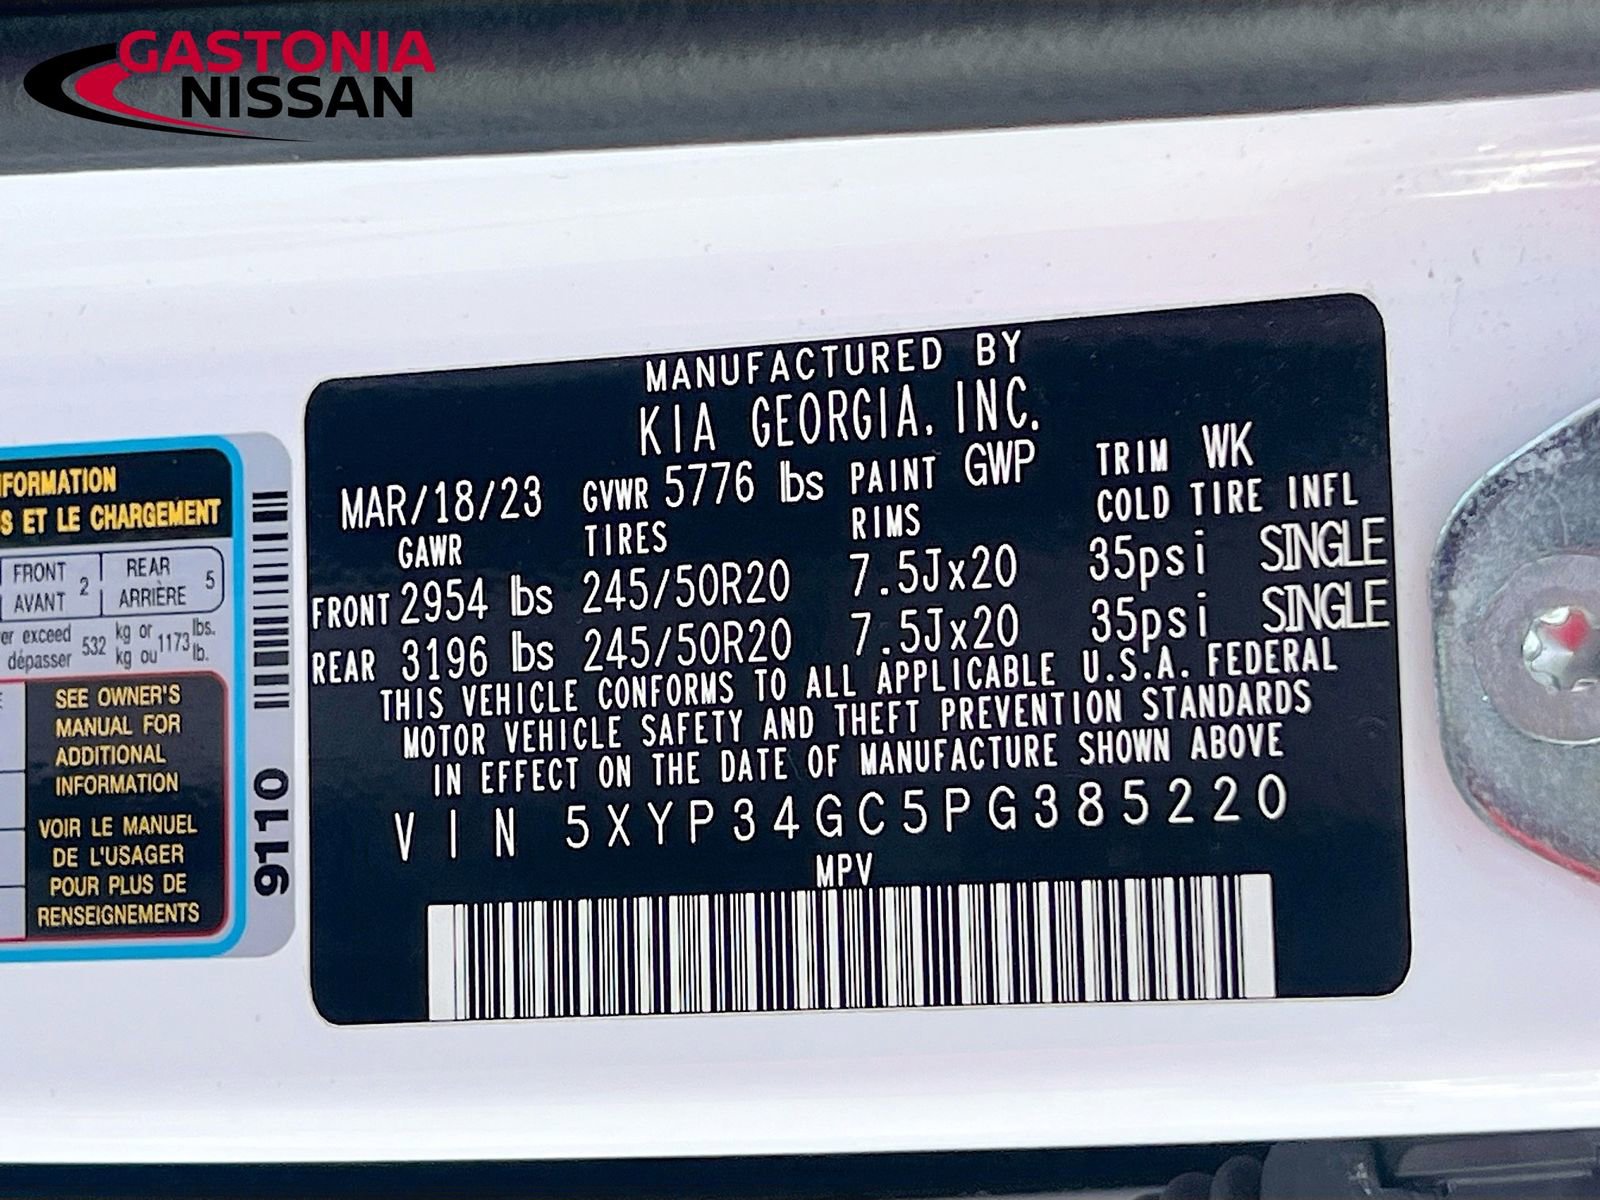 GASTONIA
NISSAN
MANUFACTURED BY
KIA GEORGIA, INC.
MAR/18/23 GVWR 5776 lbs PAINT GWP TRIM WK
GAWR TIRES RIMS COLD TIRE INFL
FRONT 2954 lbs 245/50R20 7.5Jx20 35psi SINGLE
REAR 3196 lbs 245/50R20 7.5Jx20 35psi SINGLE
THIS VEHICLE CONFORMS TO ALL APPLICABLE U.S.A. FEDERAL
MOTOR VEHICLE SAFETY AND THEFT PREVENTION STANDARDS
IN EFFECT ON THE DATE OF MANUFACTURE SHOWN ABOVE
VIN 5XYP34GC5PG385220
MPV
ET LE CHARGEMENT
FRONT 2 REAR 5
AVANT ARRIÈRE
exceed 532 kg or 1173 lbs.
dépasser kg ou lb.
SEE OWNER'S
MANUAL FOR
ADDITIONAL
INFORMATION
VOIR LE MANUEL
DE L'USAGER
POUR PLUS DE
RENSEIGNEMENTS
9110